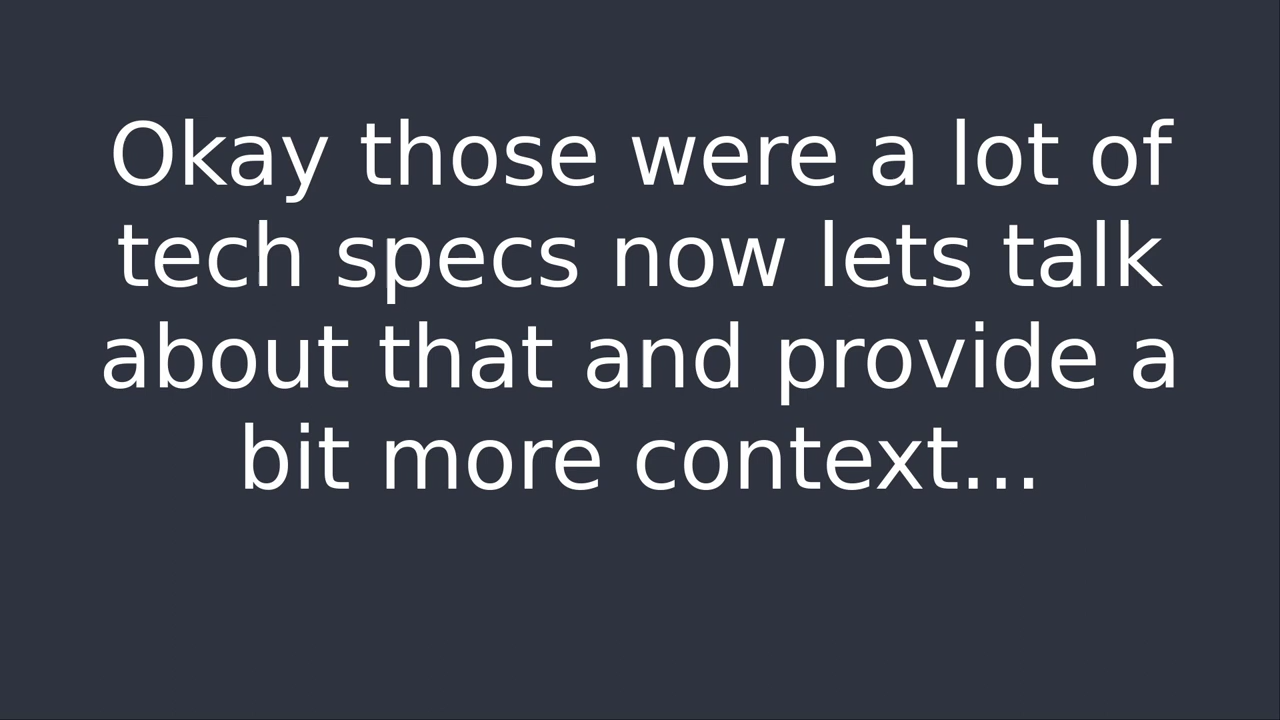 Okay those were a lot of
tech specs now lets talk
about that and provide a
bit more context...